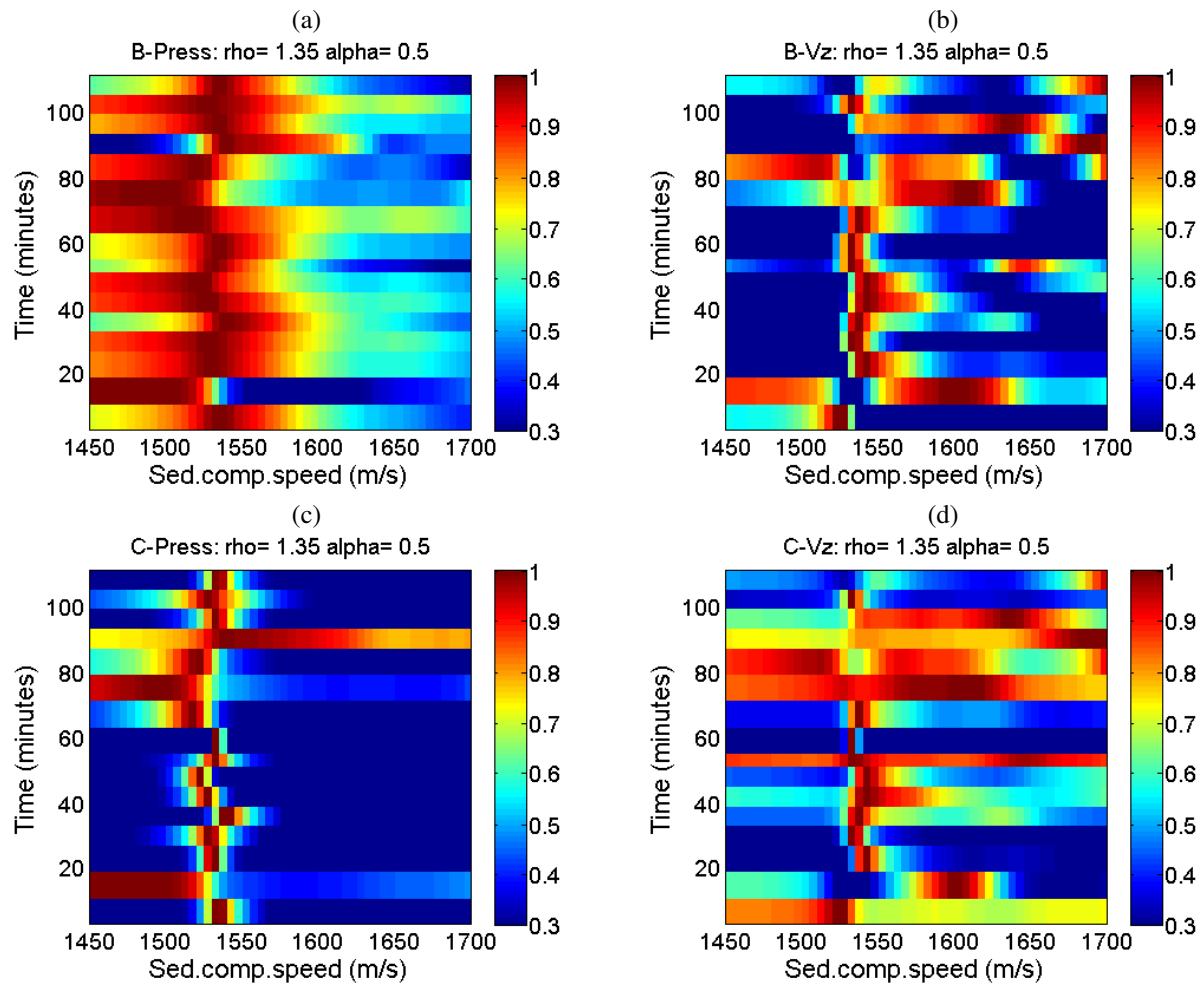 (a)
B-Press: rho= 1.35 alpha= 0.5
Time (minutes)
100
80
60
40
20
1450 1500 1550 1600 1650 1700
Sed.comp.speed (m/s)
1
0.9
0.8
0.7
0.6
0.5
0.4
0.3
(b)
B-Vz: rho= 1.35 alpha= 0.5
Time (minutes)
100
80
60
40
20
1450 1500 1550 1600 1650 1700
Sed.comp.speed (m/s)
1
0.9
0.8
0.7
0.6
0.5
0.4
0.3
(c)
C-Press: rho= 1.35 alpha= 0.5
Time (minutes)
100
80
60
40
20
1450 1500 1550 1600 1650 1700
Sed.comp.speed (m/s)
1
0.9
0.8
0.7
0.6
0.5
0.4
0.3
(d)
C-Vz: rho= 1.35 alpha= 0.5
Time (minutes)
100
80
60
40
20
1450 1500 1550 1600 1650 1700
Sed.comp.speed (m/s)
1
0.9
0.8
0.7
0.6
0.5
0.4
0.3